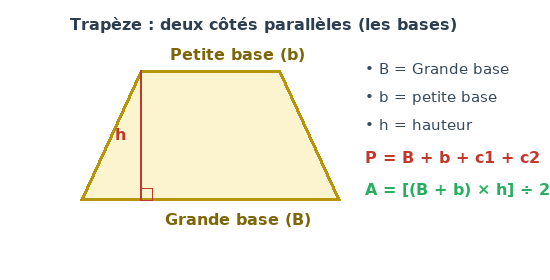 Trapèze : deux côtés parallèles (les bases)
Petite base (b)
h
Grande base (B)
• B = Grande base
• b = petite base
• h = hauteur
P = B + b + c1 + c2
A = [(B + b) × h] ÷ 2